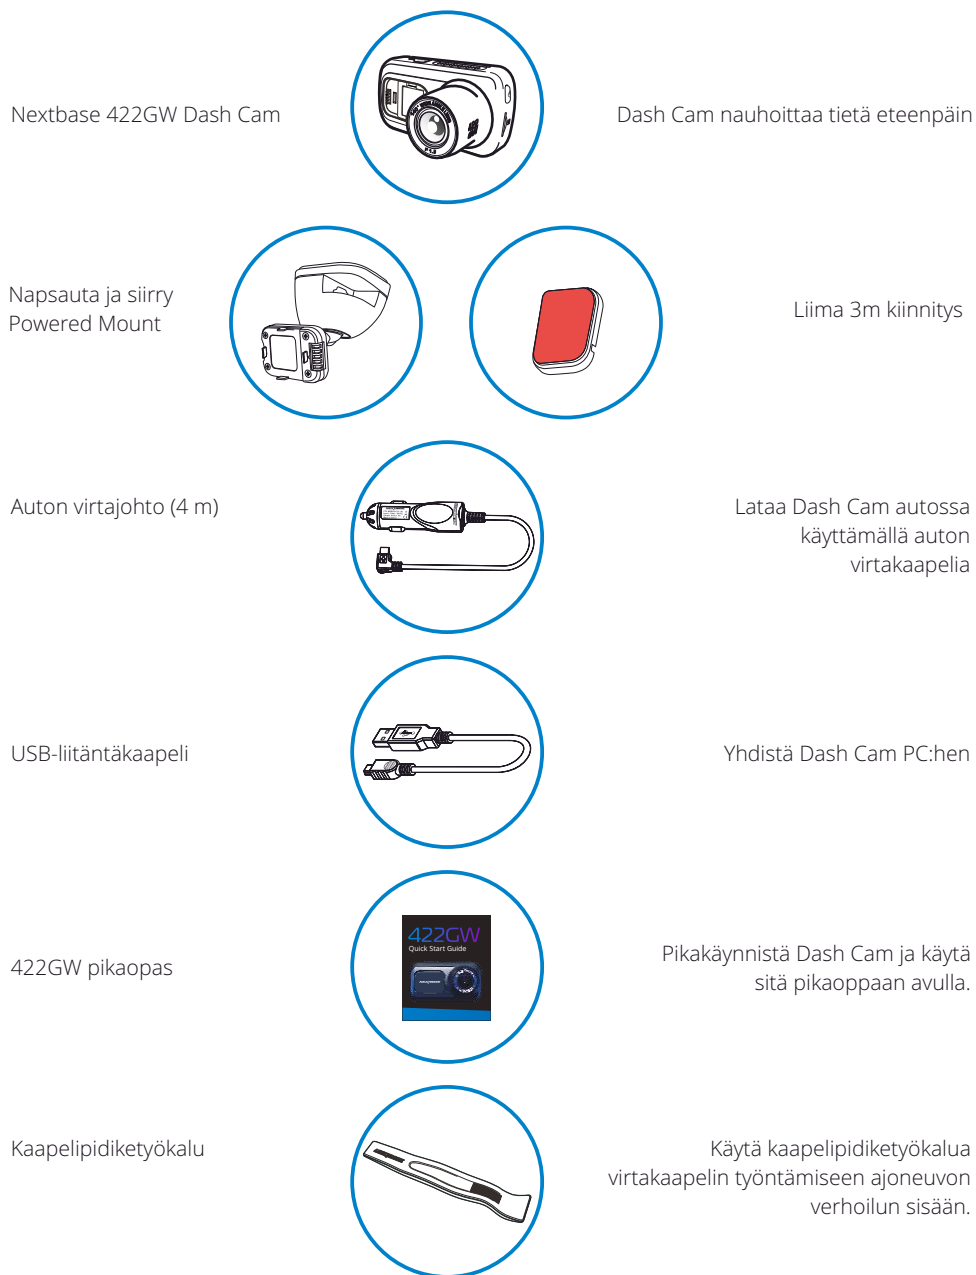 Nextbase 422GW Dash Cam
Dash Cam nauhoittaa tietä eteenpäin
Napsauta ja siirry
Powered Mount
Liima 3m kiinnitys
Auton virtajohto (4 m)
Lataa Dash Cam autossa
käyttämällä auton
virtakaapelia
USB-liitäntäkaapeli
Yhdistä Dash Cam PC:hen
422GW
Quick Start Guide
422GW pikaopas
Pikakäynnistä Dash Cam ja käytä
sitä pikaoppaan avulla.
Kaapelipidiketyökalu
Käytä kaapelipidiketyökalua
virtakaapelin työntämiseen ajoneuvon
verhoilun sisään.